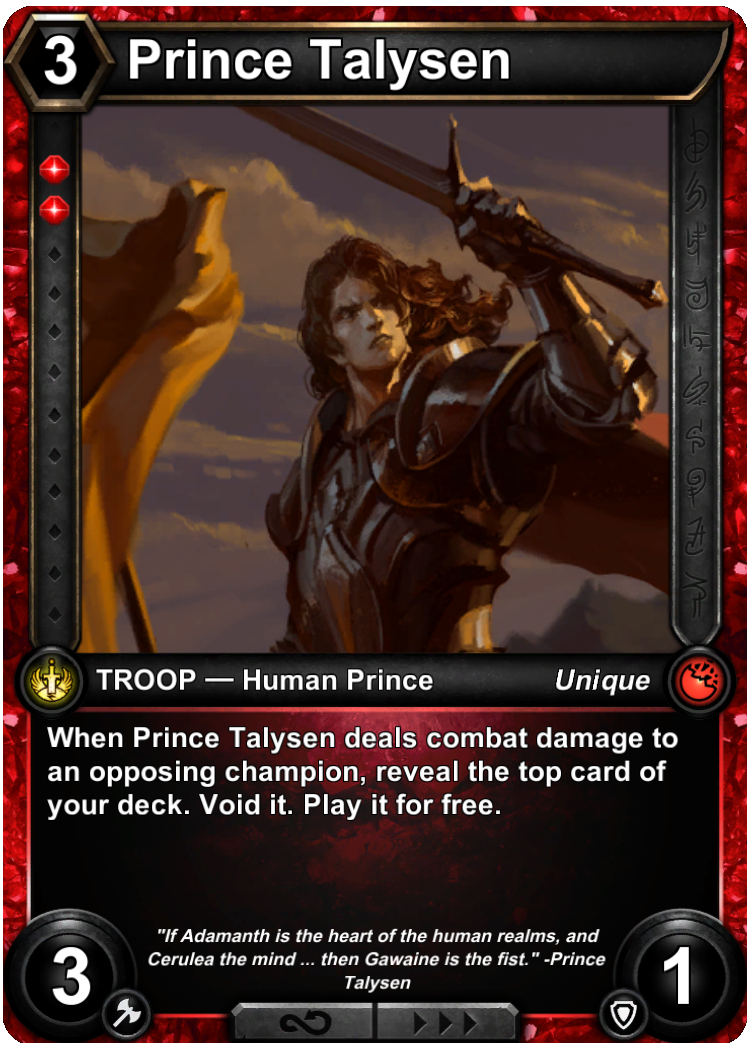 3
Prince Talysen
TROOP — Human Prince
Unique
When Prince Talysen deals combat damage to
an opposing champion, reveal the top card of
your deck. Void it. Play it for free.
"If Adamanth is the heart of the human realms, and
Cerulea the mind ... then Gawaine is the fist." -Prince
Talysen
3
1